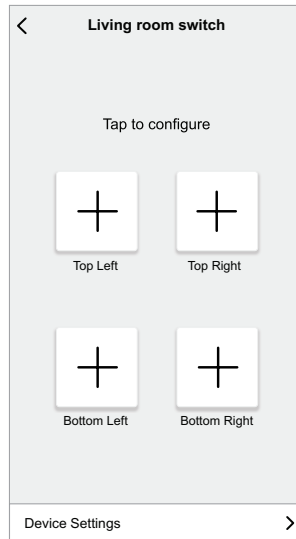 Living room switch
Tap to configure
Top Left
Top Right
Bottom Left
Bottom Right
Device Settings